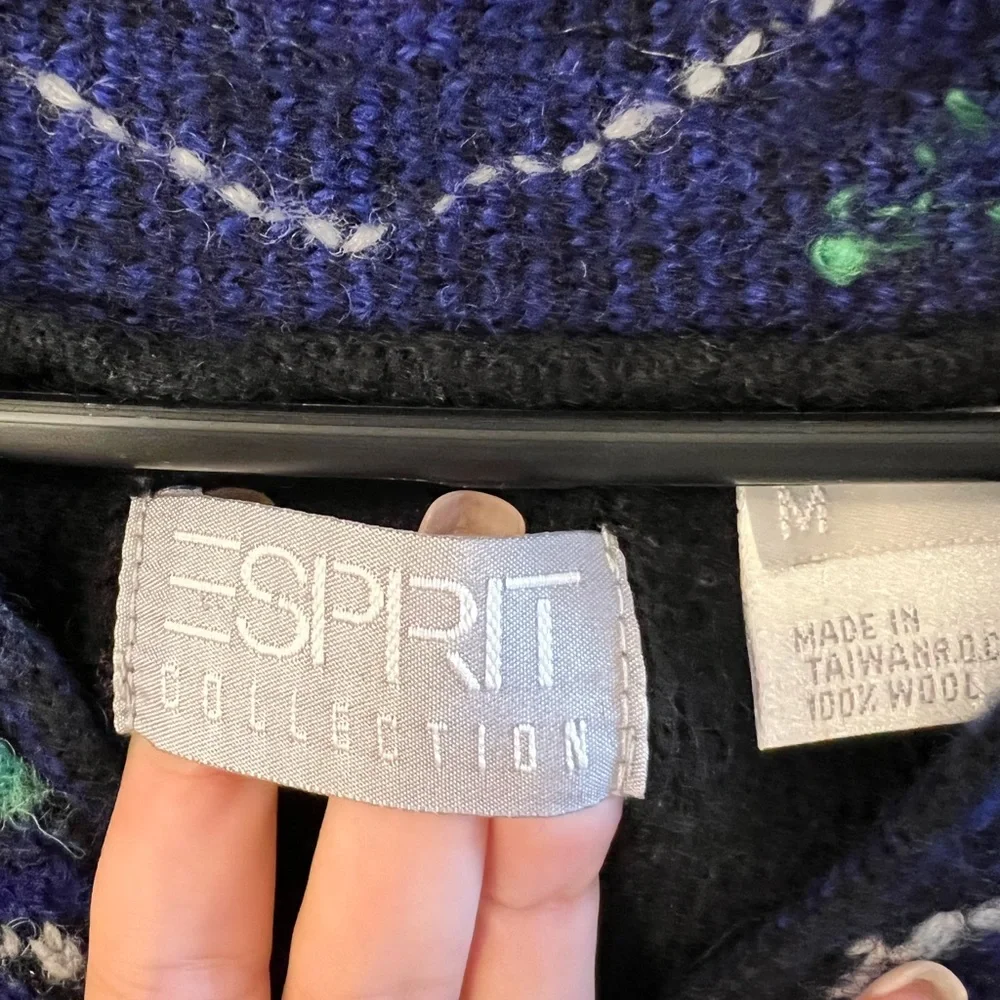 ESPRIT
COLLECTION
M
MADE IN
TAIWAN R.O.C
100% WOOL